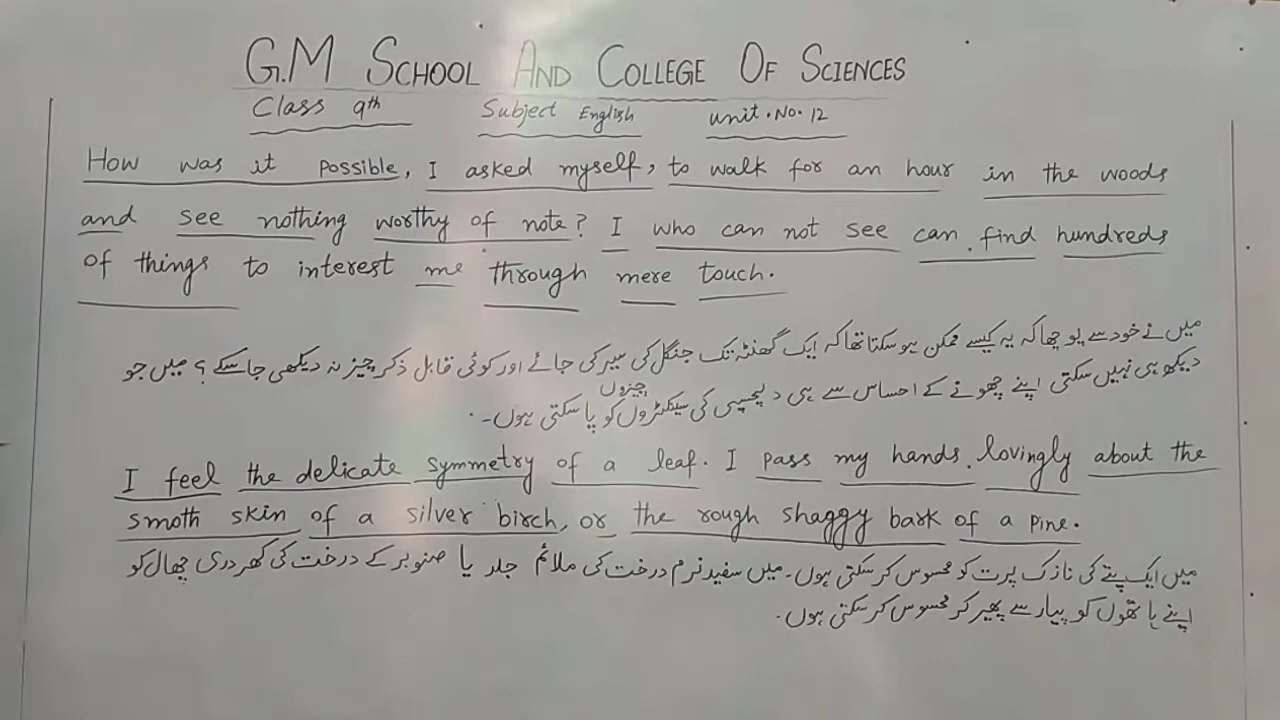 G.M SCHOOL AND COLLEGE OF SCIENCES
Class 9th Subject English unit.No.12
How was it possible, I asked myself, to walk for an hour in the woods
and see nothing worthy of note? I who can not see can find hundreds
of things to interest me through mere touch.
میں نے خود سے پوچھا کہ یہ کیسے ممکن ہو سکتا تھا کہ ایک گھنٹہ تک جنگل کی سیر کی جائے اور کوئی قابل ذکر چیز نہ دیکھی جا سکے؟ میں جو
دیکھ ہی نہیں سکتی اپنے چھونے کے احساس سے ہی دلچسپی کی سینکڑوں چیزوں کو پا سکتی ہوں۔
I feel the delicate symmetry of a leaf. I pass my hands lovingly about the
smoth skin of a silver birch, or the rough shaggy bark of a pine.
میں ایک پتے کی نازک پرت کو محسوس کر سکتی ہوں۔ میں سفید نرم درخت کی ملائم جلد یا صنوبر کے درخت کی کھردری چھال کو
اپنے ہاتھوں کو پیار سے پھیر کر محسوس کر سکتی ہوں۔